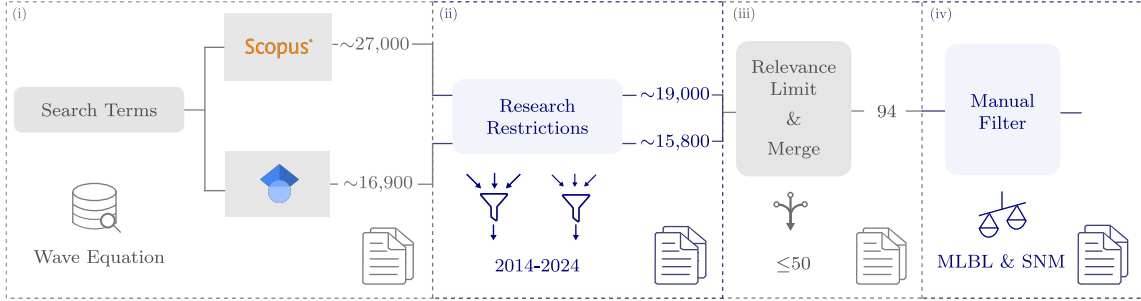 (i)
Search Terms
Scopus®
~27,000
~16,900
Wave Equation
(ii)
Research
Restrictions
~19,000
~15,800
2014-2024
(iii)
Relevance
Limit
&
Merge
94
≤50
(iv)
Manual
Filter
MLBL & SNM